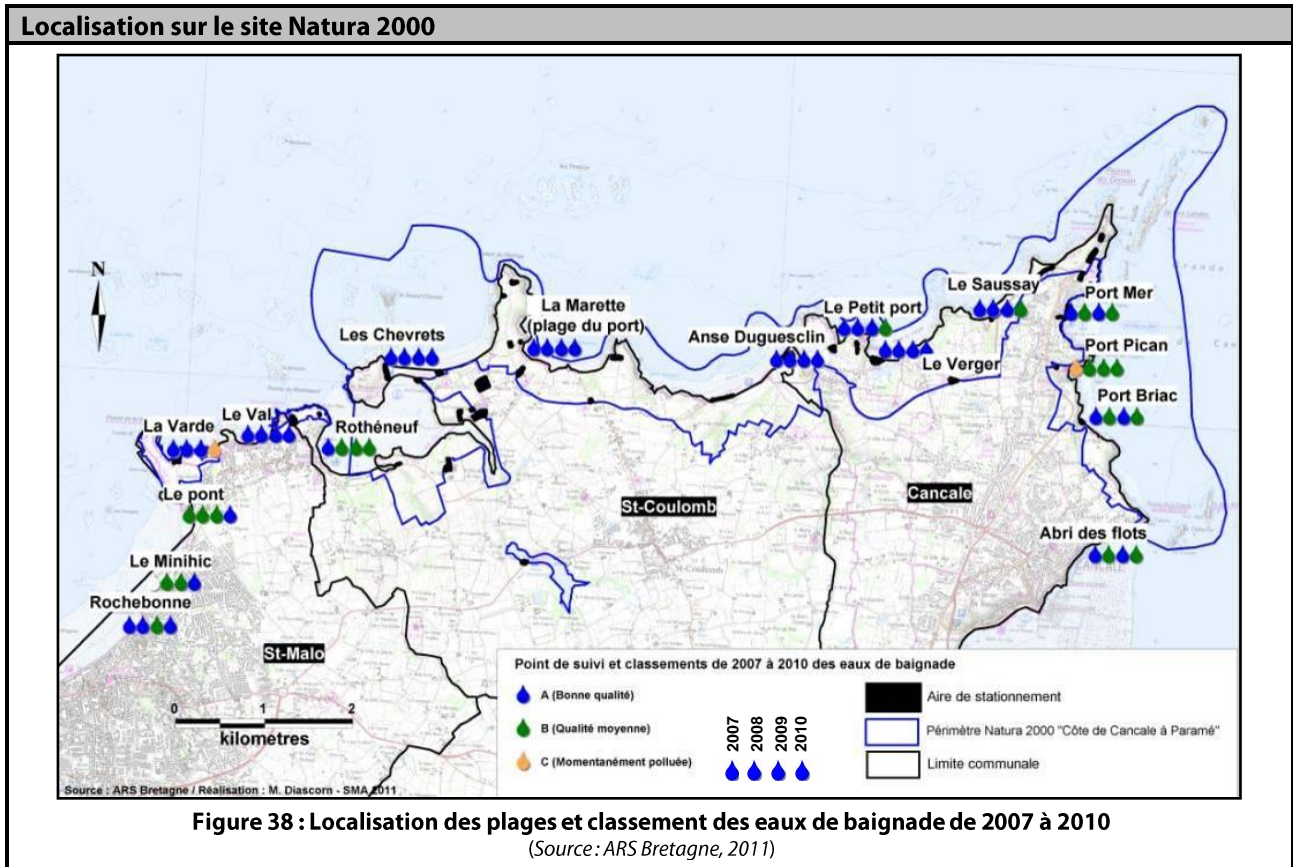 Localisation sur le site Natura 2000
N
Les Chevrets
La Marette
(plage du port)
Anse Duguesclin
Le Petit port
Le Saussay
Port Mer
Port Pican
Le Verger
Port Briac
La Varde
Le Val
Rothéneuf
Le pont
Le Minihic
Rochebonne
St-Coulomb
Cancale
Abri des flots
St-Malo
St-Coulomb
0 1 2
kilometres
Point de suivi et classements de 2007 à 2010 des eaux de baignade
A (Bonne qualité)
B (Qualité moyenne)
C (Momentanément polluée)
2007
2008
2009
2010
Aire de stationnement
Périmètre Natura 2000 "Côte de Cancale à Paramé"
Limite communale
Source : ARS Bretagne / Réalisation : M. Diascorn - SMA 2011
Figure 38 : Localisation des plages et classement des eaux de baignade de 2007 à 2010
(Source : ARS Bretagne, 2011)